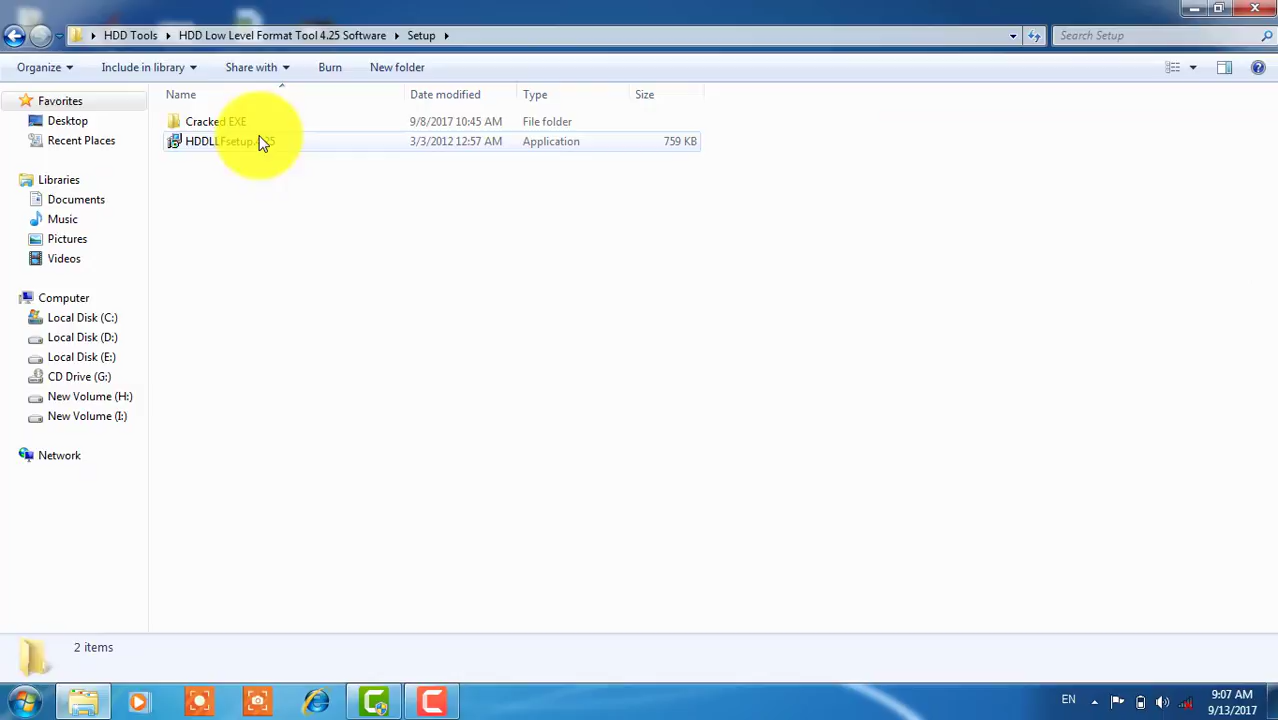 HDD Tools HDD Low Level Format Tool 4.25 Software Setup Search Setup
Organize Include in library Share with Burn New folder
Name Date modified Type Size
Favorites
Desktop
Recent Places
Libraries
Documents
Music
Pictures
Videos
Computer
Local Disk (C:)
Local Disk (D:)
Local Disk (E:)
CD Drive (G:)
New Volume (H:)
New Volume (I:)
Network
Cracked EXE 9/8/2017 10:45 AM File folder
3/3/2012 12:57 AM Application 759 KB
2 items
EN 9:07 AM
9/13/2017